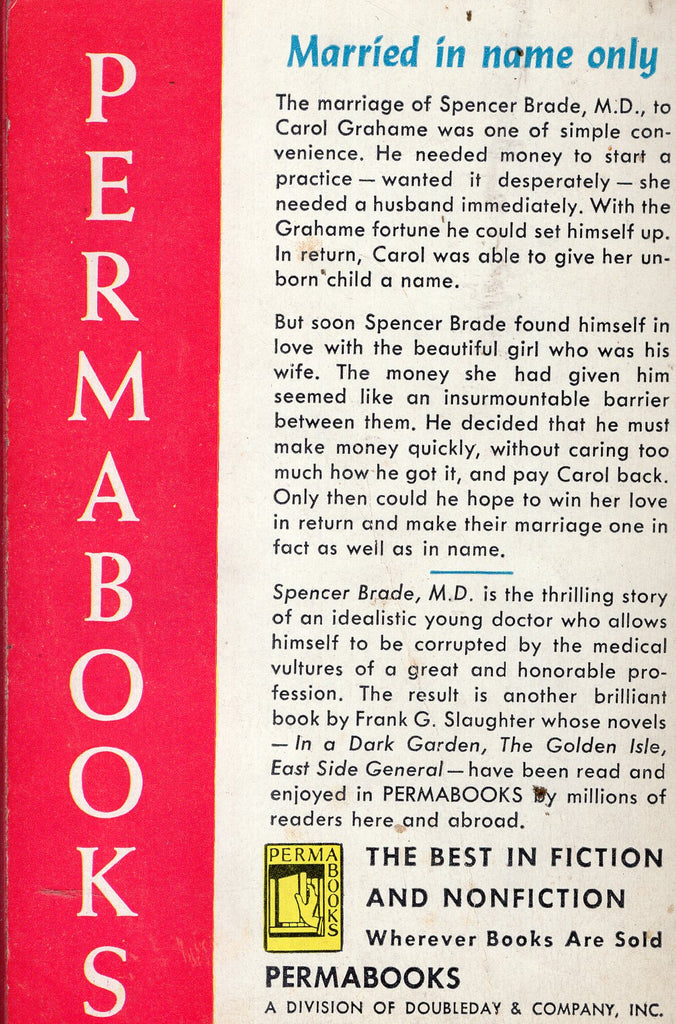 PERMABOOKS
Married in name only
The marriage of Spencer Brade, M.D., to
Carol Grahame was one of simple con-
venience. He needed money to start a
practice — wanted it desperately — she
needed a husband immediately. With the
Grahame fortune he could set himself up.
In return, Carol was able to give her un-
born child a name.
But soon Spencer Brade found himself in
love with the beautiful girl who was his
wife. The money she had given him
seemed like an insurmountable barrier
between them. He decided that he must
make money quickly, without caring too
much how he got it, and pay Carol back.
Only then could he hope to win her love
in return and make their marriage one in
fact as well as in name.
Spencer Brade, M.D. is the thrilling story
of an idealistic young doctor who allows
himself to be corrupted by the medical
vultures of a great and honorable pro-
fession. The result is another brilliant
book by Frank G. Slaughter whose novels
— In a Dark Garden, The Golden Isle,
East Side General — have been read and
enjoyed in PERMABOOKS by millions of
readers here and abroad.
PERMABOOKS
THE BEST IN FICTION
AND NONFICTION
Wherever Books Are Sold
PERMABOOKS
A DIVISION OF DOUBLEDAY & COMPANY, INC.